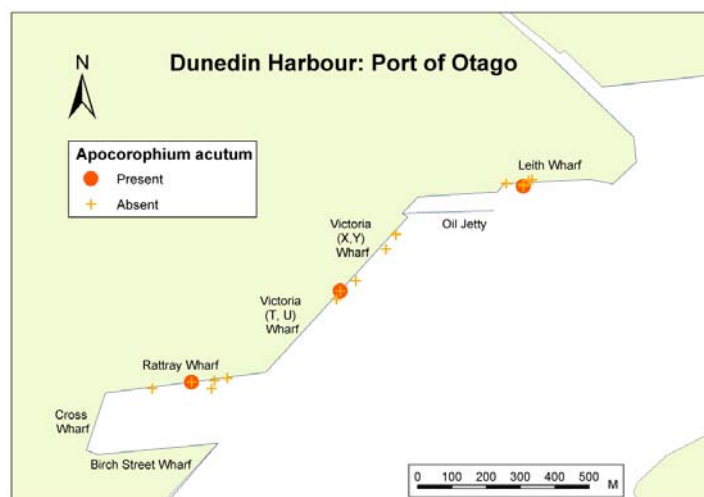 Dunedin Harbour: Port of Otago
N
Apocorophium acutum
Present
Absent
Leith Wharf
Oil Jetty
Victoria
(X,Y)
Wharf
Victoria
(T, U)
Wharf
Rattray Wharf
Cross
Wharf
Birch Street Wharf
0 100 200 300 400 500 M